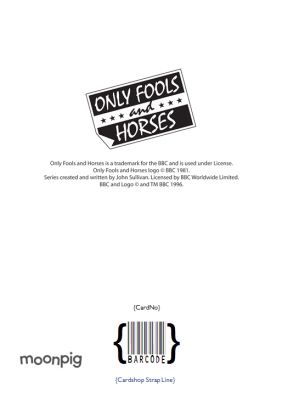 ONLY FOOLS
and
HORSES
Only Fools and Horses is a trademark for the BBC and is used under License.
Only Fools and Horses logo © BBC 1981.
Series created and written by John Sullivan. Licensed by BBC Worldwide Limited.
BBC and Logo © and TM BBC 1996.
{CardNo}
{BARCODE}
moonpig
{Cardshop Strap Line}